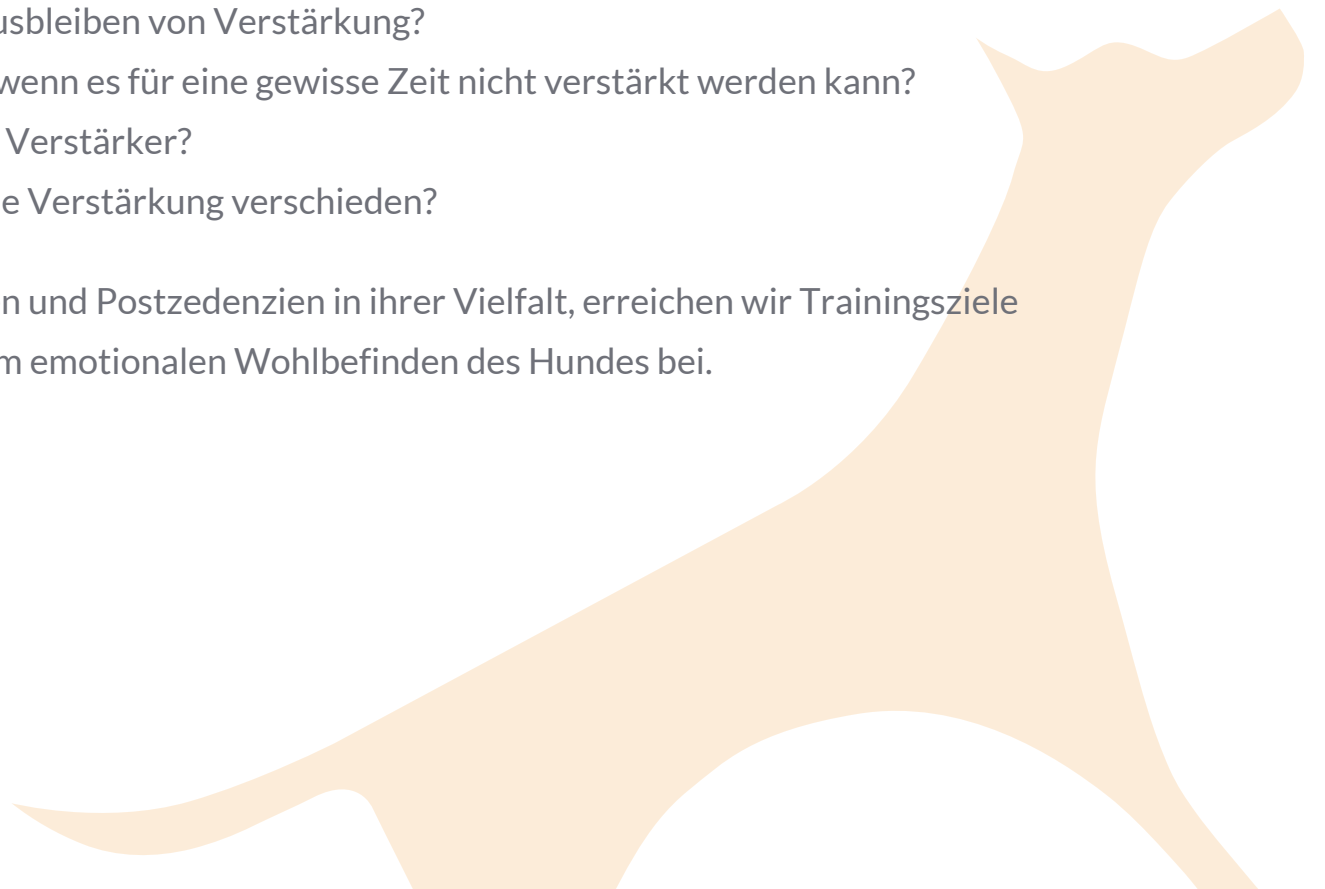 usbleiben von Verstärkung?
wenn es für eine gewisse Zeit nicht verstärkt werden kann?
Verstärker?
e Verstärkung verschieden?
n und Postzedenzien in ihrer Vielfalt, erreichen wir Trainingsziele
m emotionalen Wohlbefinden des Hundes bei.